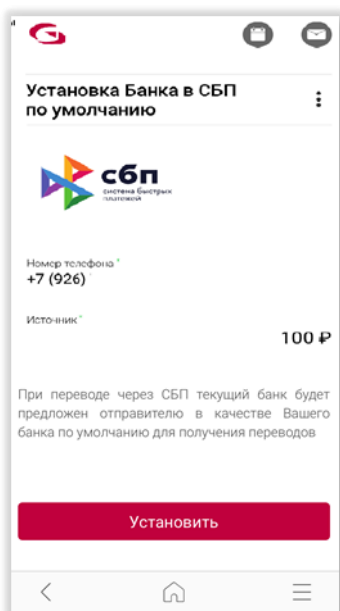 Установка Банка в СБП
по умолчанию
сбп
система быстрых
платежей
Номер телефона *
+7 (926)
Источник *
100 ₽
При переводе через СБП текущий банк будет
предложен отправителю в качестве Вашего
банка по умолчанию для получения переводов
Установить